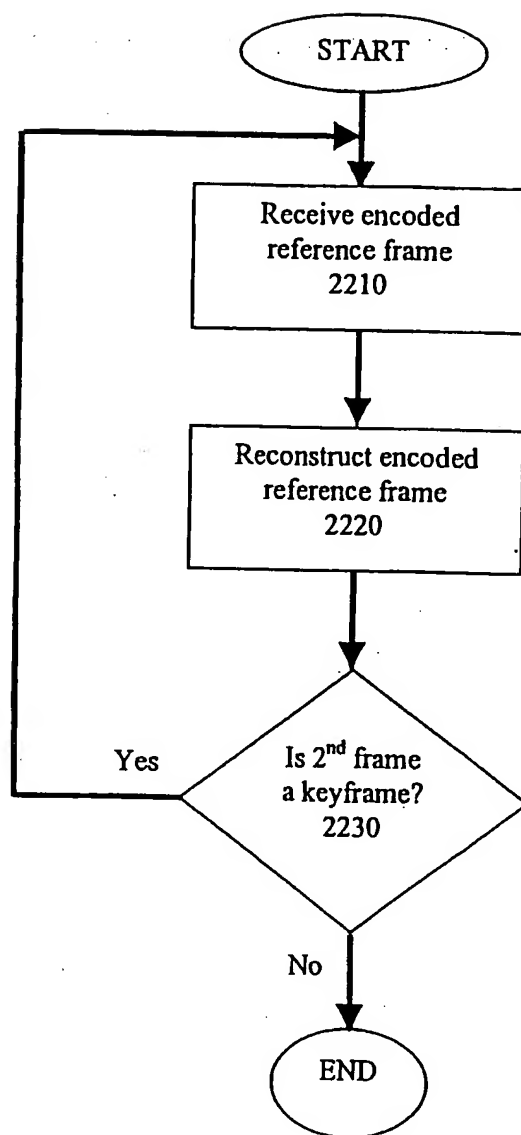 START
Receive encoded
reference frame
2210
Reconstruct encoded
reference frame
2220
Is 2nd frame
a keyframe?
2230
Yes
No
END